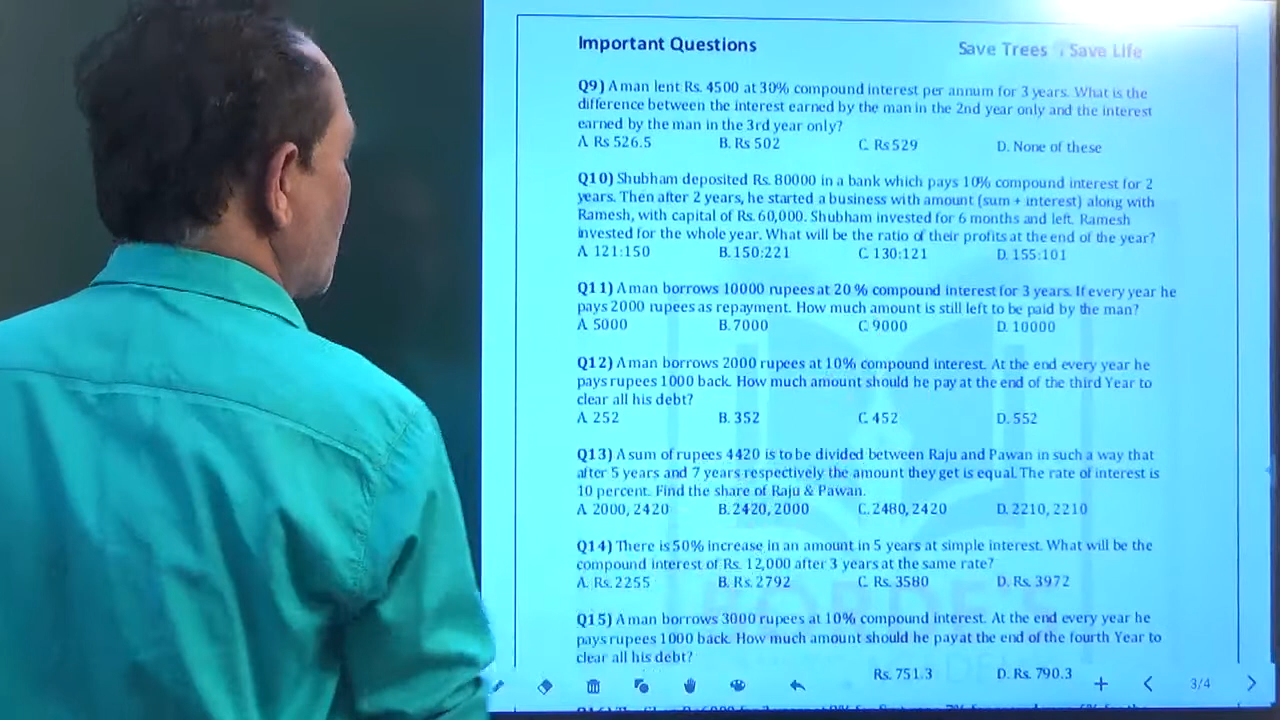 Important Questions
Save Trees Save Life
Q9) A man lent Rs. 4500 at 30% compound interest per annum for 3 years. What is the
difference between the interest earned by the man in the 2nd year only and the interest
earned by the man in the 3rd year only?
A. Rs 526.5 B. Rs 502 C. Rs 529 D. None of these
Q10) Shubham deposited Rs. 80000 in a bank which pays 10% compound interest for 2
years. Then after 2 years, he started a business with amount (sum + interest) along with
Ramesh, with capital of Rs. 60,000. Shubham invested for 6 months and left. Ramesh
invested for the whole year. What will be the ratio of their profits at the end of the year?
A. 121:150 B. 150:221 C. 130:121 D. 155:101
Q11) A man borrows 10000 rupees at 20 % compound interest for 3 years. If every year he
pays 2000 rupees as repayment. How much amount is still left to be paid by the man?
A. 5000 B. 7000 C. 9000 D. 10000
Q12) A man borrows 2000 rupees at 10% compound interest. At the end every year he
pays rupees 1000 back. How much amount should he pay at the end of the third Year to
clear all his debt?
A. 252 B. 352 C. 452 D. 552
Q13) A sum of rupees 4420 is to be divided between Raju and Pawan in such a way that
after 5 years and 7 years respectively the amount they get is equal. The rate of interest is
10 percent. Find the share of Raju & Pawan.
A. 2000, 2420 B. 2420, 2000 C. 2480, 2420 D. 2210, 2210
Q14) There is 50% increase in an amount in 5 years at simple interest. What will be the
compound interest of Rs. 12,000 after 3 years at the same rate?
A. Rs. 2255 B. Rs. 2792 C. Rs. 3580 D. Rs. 3972
Q15) A man borrows 3000 rupees at 10% compound interest. At the end every year he
pays rupees 1000 back. How much amount should he pay at the end of the fourth Year to
clear all his debt?
Rs. 751.3 D. Rs. 790.3
3/4